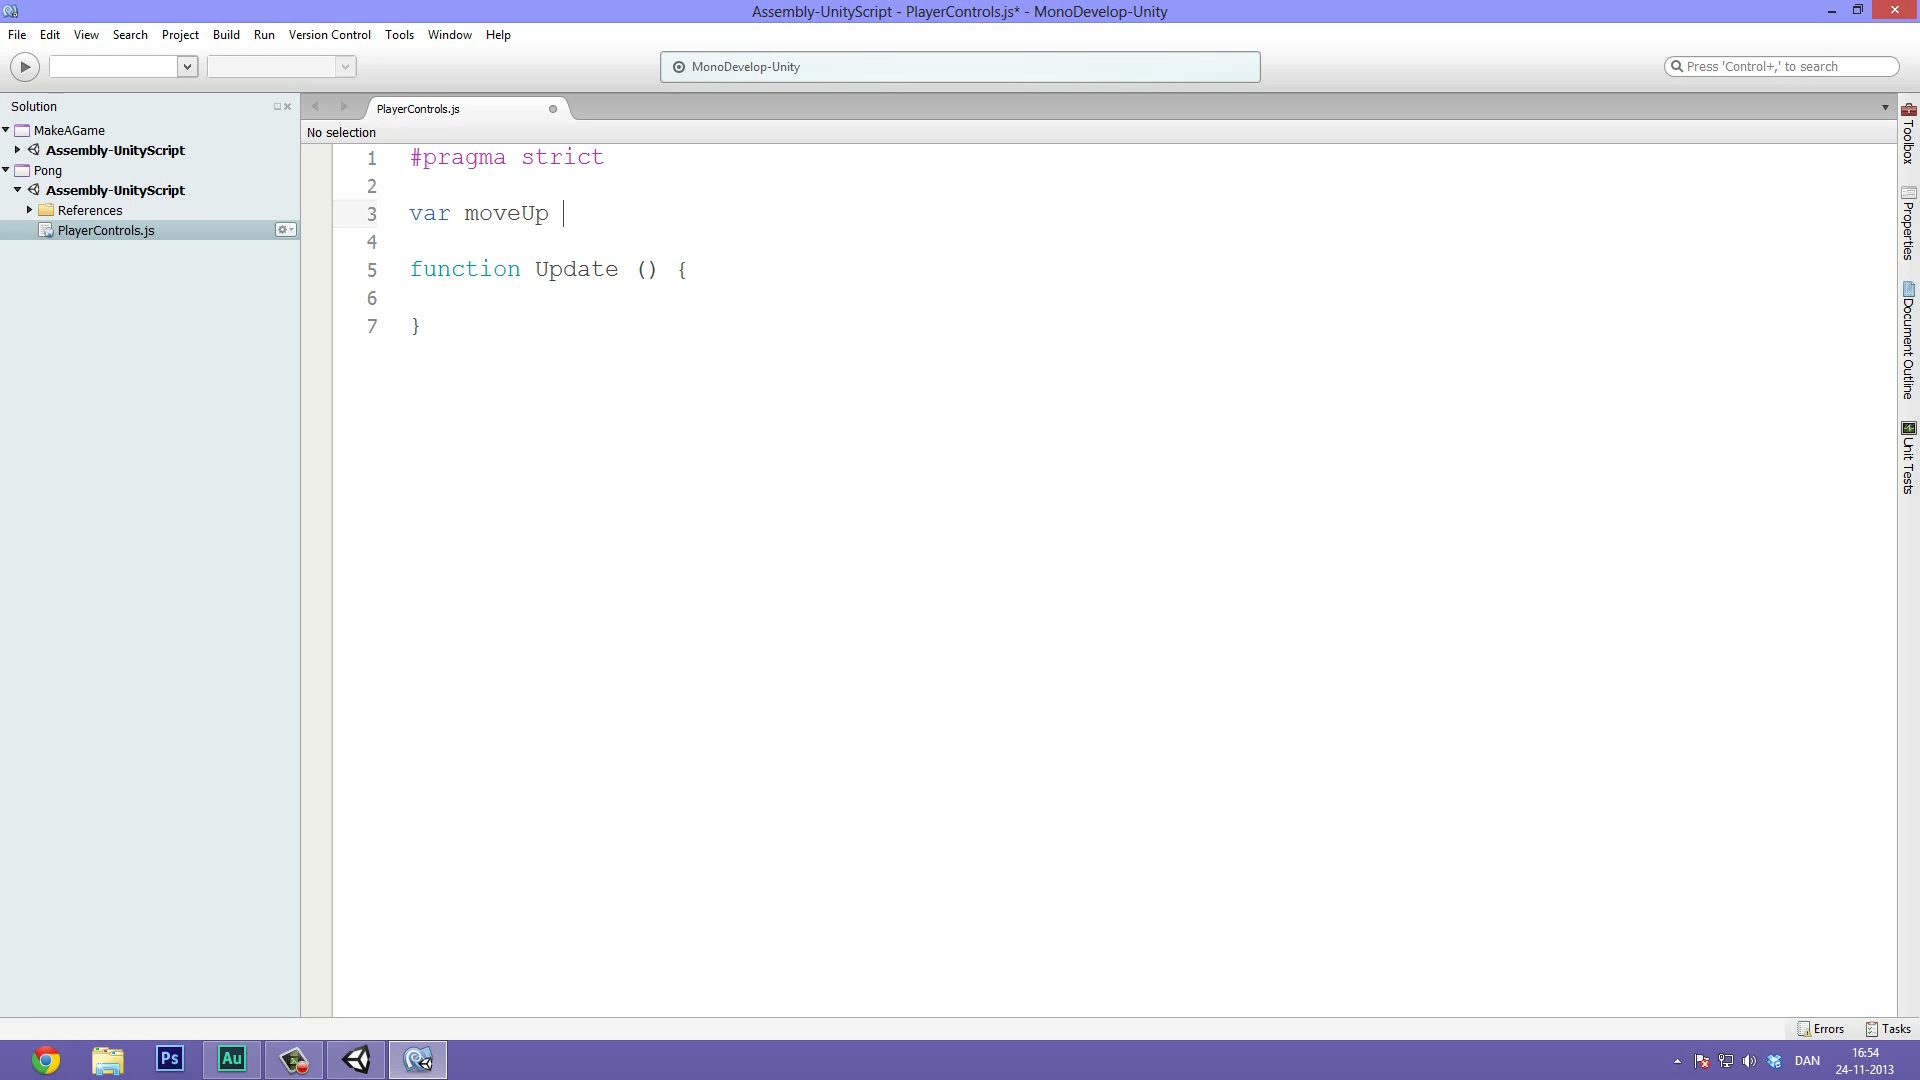 Assembly-UnityScript - PlayerControls.js* - MonoDevelop-Unity
File Edit View Search Project Build Run Version Control Tools Window Help
MonoDevelop-Unity
Press 'Control+,' to search
Solution
MakeAGame
Assembly-UnityScript
Pong
Assembly-UnityScript
References
PlayerControls.js
PlayerControls.js
No selection
1 #pragma strict
2
3 var moveUp
4
5 function Update () {
6
7 }
Toolbox
Properties
Document Outline
Unit Tests
Errors Tasks
Ps
Au
DAN
16:54
24-11-2013